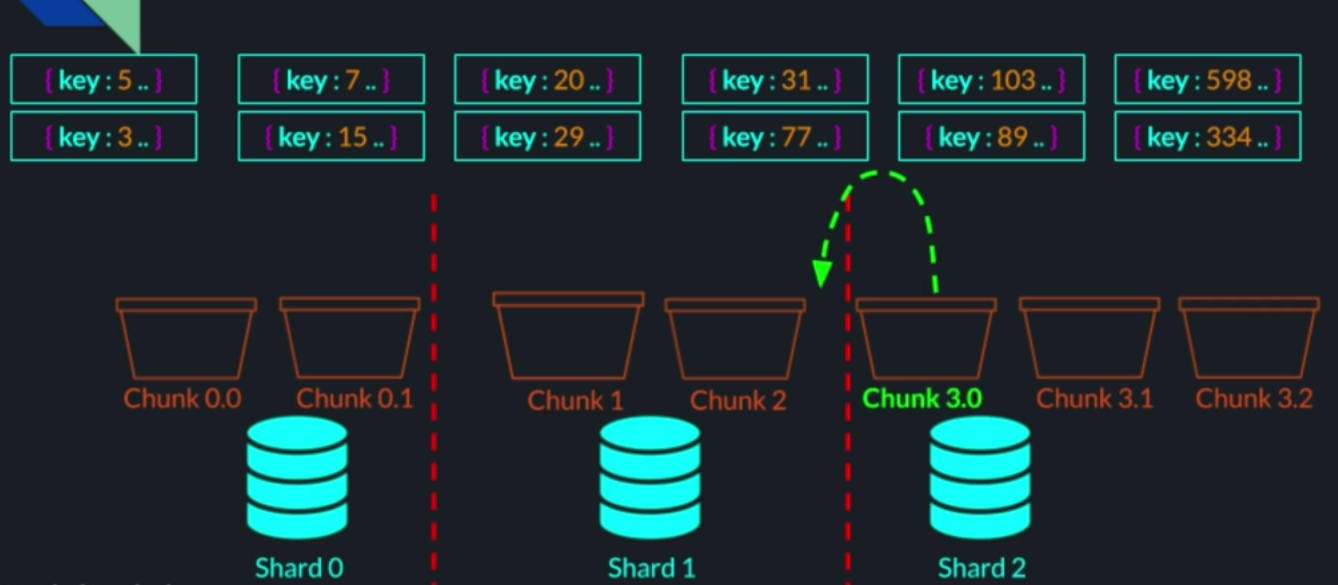 { key : 5 .. } { key : 7 .. } { key : 20 .. } { key : 31 .. } { key : 103 .. } { key : 598 .. }
{ key : 3 .. } { key : 15 .. } { key : 29 .. } { key : 77 .. } { key : 89 .. } { key : 334 .. }
Chunk 0.0 Chunk 0.1 Chunk 1 Chunk 2 Chunk 3.0 Chunk 3.1 Chunk 3.2
Shard 0 Shard 1 Shard 2